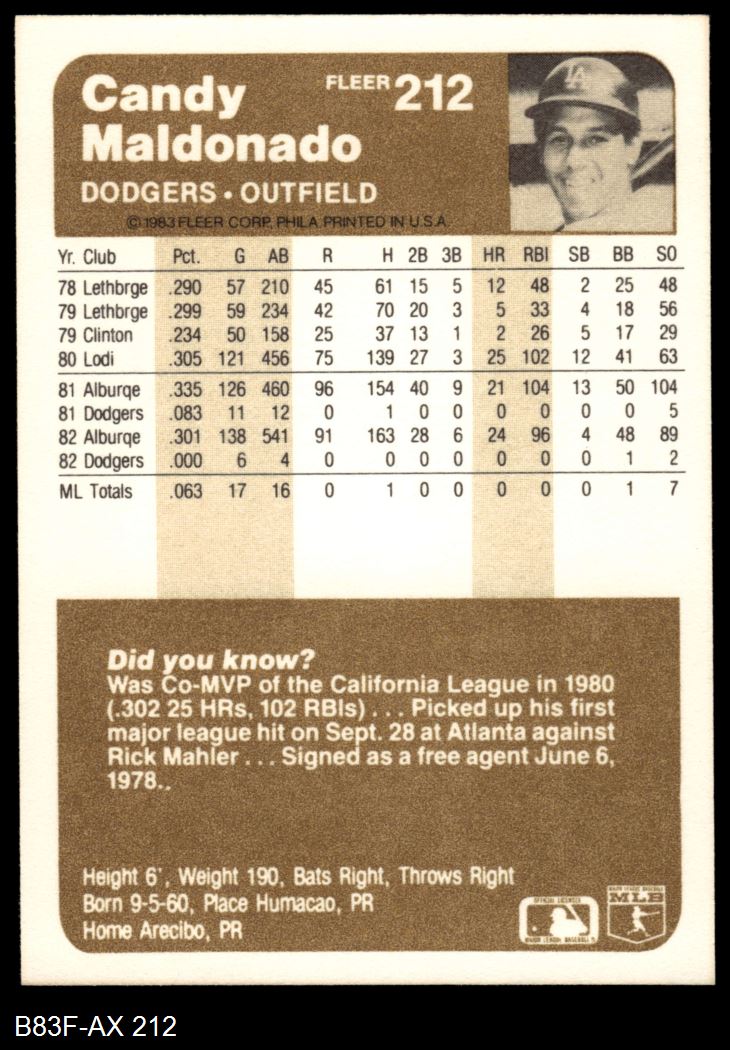 Candy
Maldonado
FLEER 212
DODGERS • OUTFIELD
© 1983 FLEER CORP. PHILA PRINTED IN U.S.A.
LA
Yr. Club Pct. G AB R H 2B 3B HR RBI SB BB SO
78 Lethbrge .290 57 210 45 61 15 5 12 48 2 25 48
79 Lethbrge .299 59 234 42 70 20 3 5 33 4 18 56
79 Clinton .234 50 158 25 37 13 1 2 26 5 17 29
80 Lodi .305 121 456 75 139 27 3 25 102 12 41 63
81 Alburqe .335 126 460 96 154 40 9 21 104 13 50 104
81 Dodgers .083 11 12 0 1 0 0 0 0 0 0 5
82 Alburqe .301 138 541 91 163 28 6 24 96 4 48 89
82 Dodgers .000 6 4 0 0 0 0 0 0 0 1 2
ML Totals .063 17 16 0 1 0 0 0 0 0 1 7
Did you know?
Was Co-MVP of the California League in 1980
(.302 25 HRs, 102 RBIs) . . . Picked up his first
major league hit on Sept. 28 at Atlanta against
Rick Mahler . . . Signed as a free agent June 6,
1978..
Height 6', Weight 190, Bats Right, Throws Right
Born 9-5-60, Place Humacao, PR
Home Arecibo, PR
OFFICIAL LICENSEE
MAJOR LEAGUE BASEBALL
MAJOR LEAGUE BASEBALL
MLB
B83F-AX 212